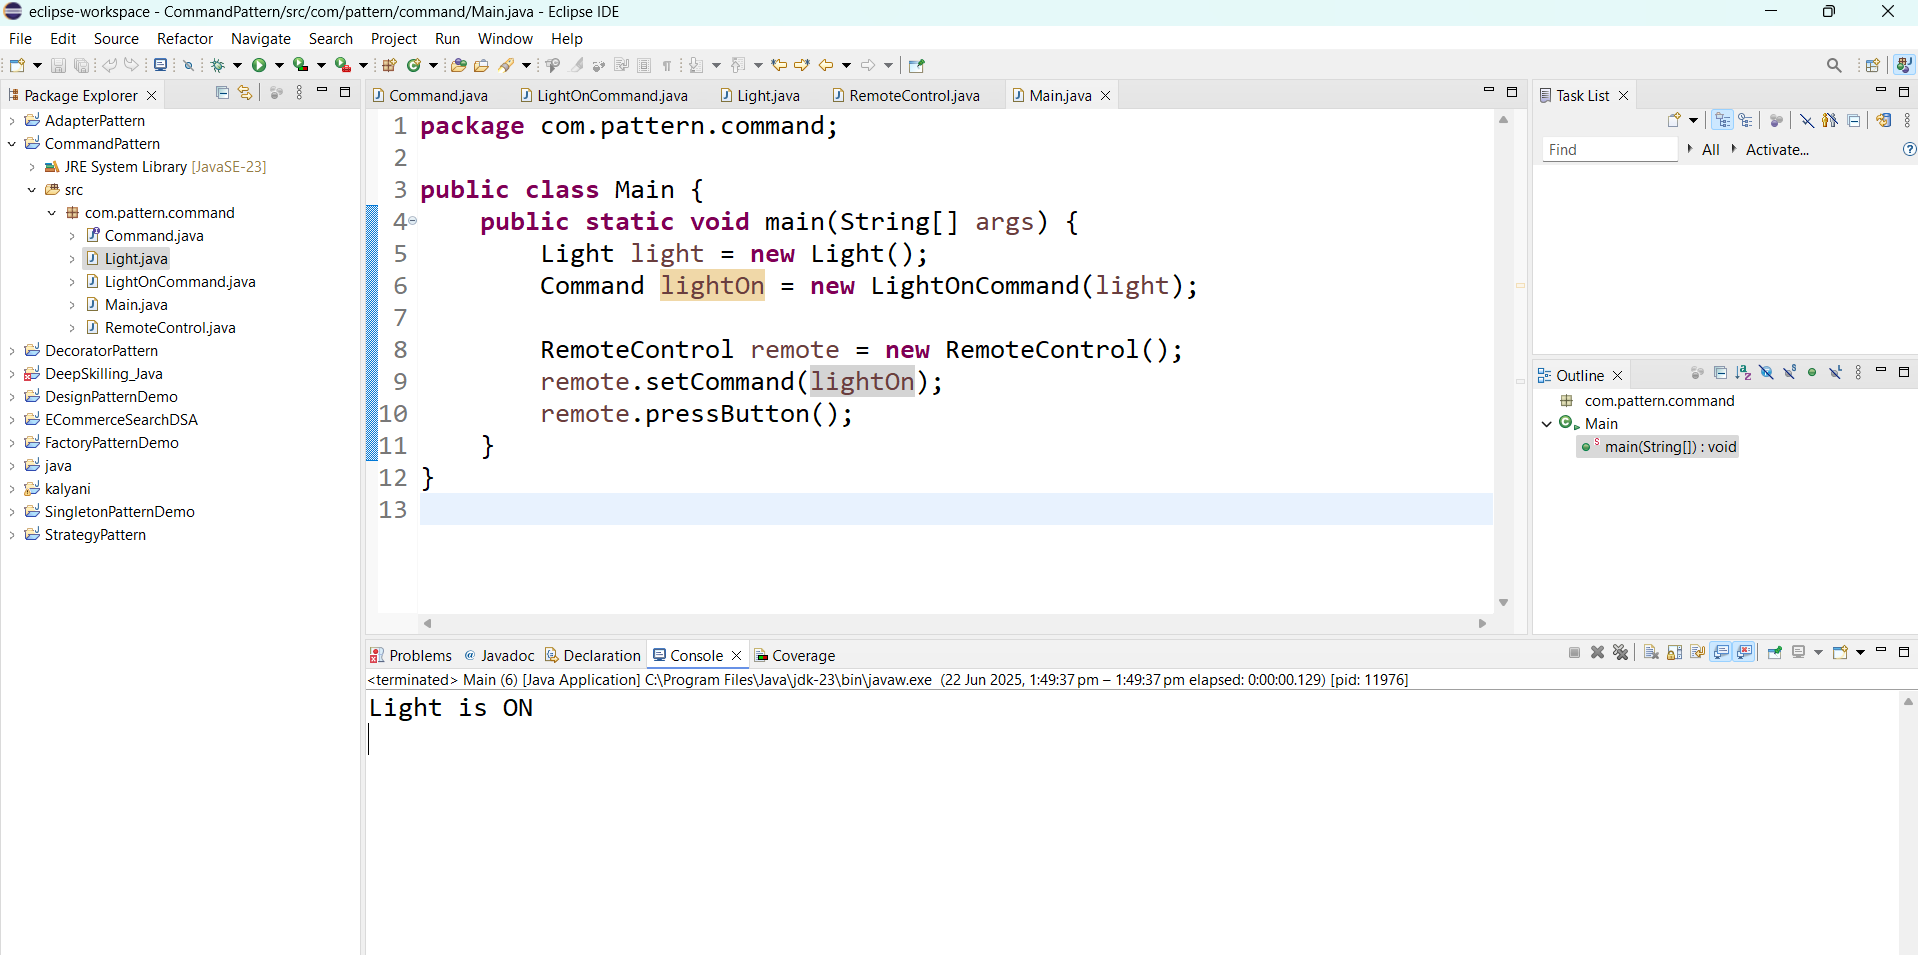 eclipse-workspace - CommandPattern/src/com/pattern/command/Main.java - Eclipse IDE
File Edit Source Refactor Navigate Search Project Run Window Help
Package Explorer
AdapterPattern
CommandPattern
JRE System Library [JavaSE-23]
src
com.pattern.command
Command.java
Light.java
LightOnCommand.java
Main.java
RemoteControl.java
DecoratorPattern
DeepSkilling_Java
DesignPatternDemo
ECommerceSearchDSA
FactoryPatternDemo
java
kalyani
SingletonPatternDemo
StrategyPattern
Command.java LightOnCommand.java Light.java RemoteControl.java Main.java
1 package com.pattern.command;
2
3 public class Main {
4 public static void main(String[] args) {
5 Light light = new Light();
6 Command lightOn = new LightOnCommand(light);
7
8 RemoteControl remote = new RemoteControl();
9 remote.setCommand(lightOn);
10 remote.pressButton();
11 }
12 }
13
Task List
Find All Activate...
Outline
com.pattern.command
Main
main(String[]) : void
Problems Javadoc Declaration Console Coverage
<terminated> Main (6) [Java Application] C:\Program Files\Java\jdk-23\bin\javaw.exe (22 Jun 2025, 1:49:37 pm – 1:49:37 pm elapsed: 0:00:00.129) [pid: 11976]
Light is ON